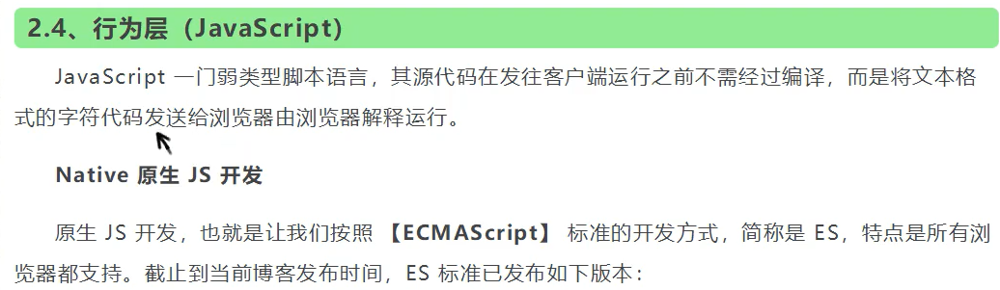 2.4、行为层（JavaScript）
JavaScript 一门弱类型脚本语言，其源代码在发往客户端运行之前不需经过编译，而是将文本格
式的字符代码发送给浏览器由浏览器解释运行。
Native 原生 JS 开发
原生 JS 开发，也就是让我们按照 【ECMAScript】 标准的开发方式，简称是 ES，特点是所有浏
览器都支持。截止到当前博客发布时间，ES 标准已发布如下版本：